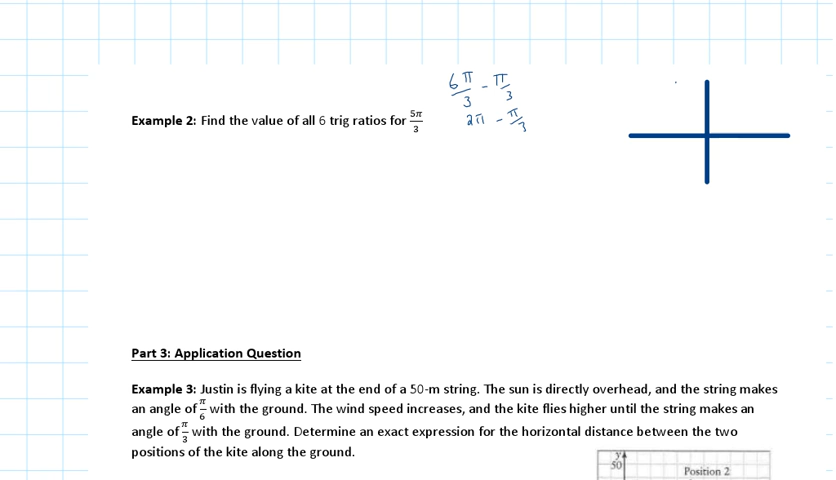 6π/3 - π/3
Example 2: Find the value of all 6 trig ratios for 5π/3
2π - π/3
Part 3: Application Question
Example 3: Justin is flying a kite at the end of a 50-m string. The sun is directly overhead, and the string makes
an angle of π/6 with the ground. The wind speed increases, and the kite flies higher until the string makes an
angle of π/3 with the ground. Determine an exact expression for the horizontal distance between the two
positions of the kite along the ground.
y
50
Position 2